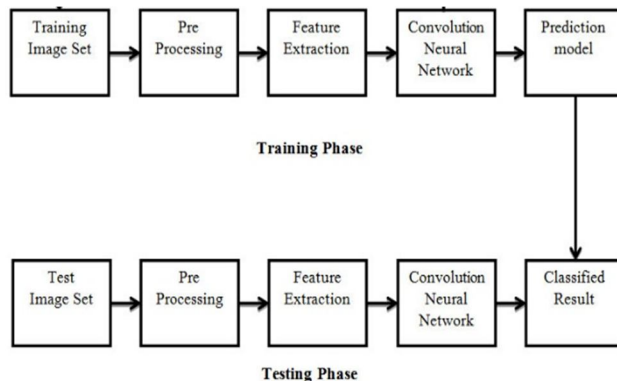 Training
Image Set
Pre
Processing
Feature
Extraction
Convolution
Neural
Network
Prediction
model
Training Phase
Test
Image Set
Pre
Processing
Feature
Extraction
Convolution
Neural
Network
Classified
Result
Testing Phase